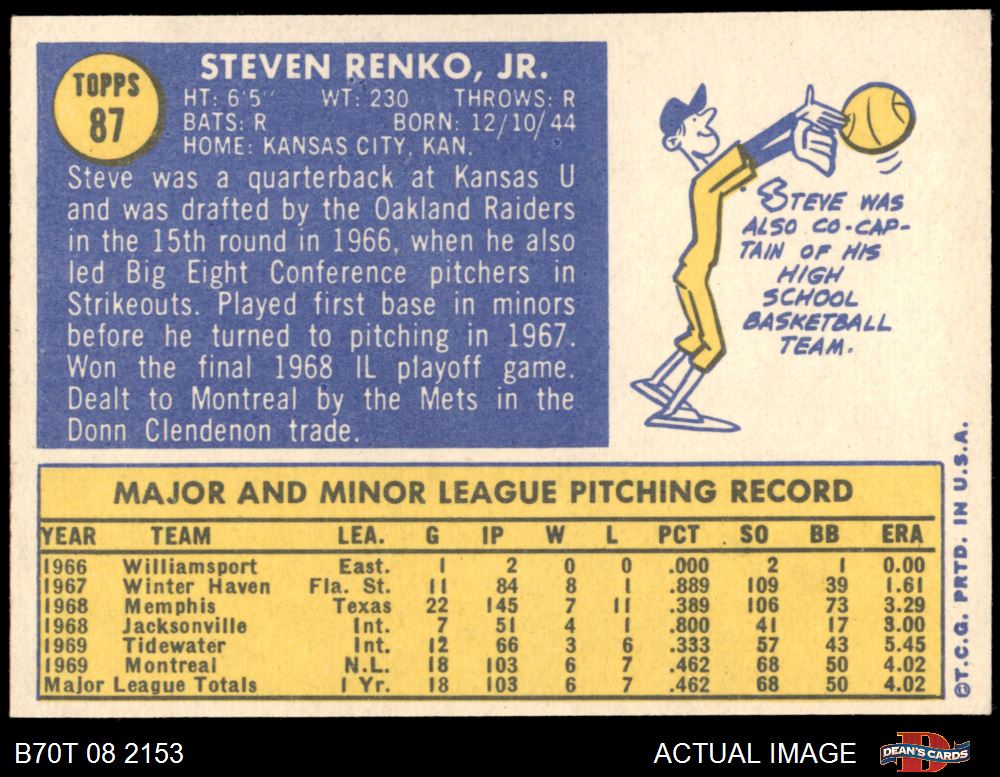 TOPPS
87
STEVEN RENKO, JR.
HT: 6'5" WT: 230 THROWS: R
BATS: R BORN: 12/10/44
HOME: KANSAS CITY, KAN.
Steve was a quarterback at Kansas U
and was drafted by the Oakland Raiders
in the 15th round in 1966, when he also
led Big Eight Conference pitchers in
Strikeouts. Played first base in minors
before he turned to pitching in 1967.
Won the final 1968 IL playoff game.
Dealt to Montreal by the Mets in the
Donn Clendenon trade.
STEVE WAS
ALSO CO-CAP-
TAIN OF HIS
HIGH
SCHOOL
BASKETBALL
TEAM.
MAJOR AND MINOR LEAGUE PITCHING RECORD
YEAR TEAM LEA. G IP W L PCT SO BB ERA
1966 Williamsport East. 1 2 0 0 .000 2 1 0.00
1967 Winter Haven Fla. St. 11 84 8 1 .889 109 39 1.61
1968 Memphis Texas 22 145 7 11 .389 106 73 3.29
1968 Jacksonville Int. 7 51 4 1 .800 41 17 3.00
1969 Tidewater Int. 12 66 3 6 .333 57 43 5.45
1969 Montreal N.L. 18 103 6 7 .462 68 50 4.02
Major League Totals 1 Yr. 18 103 6 7 .462 68 50 4.02
©T.C.G. PRTD. IN U.S.A.
B70T 08 2153
ACTUAL IMAGE
D
DEAN'S CARDS